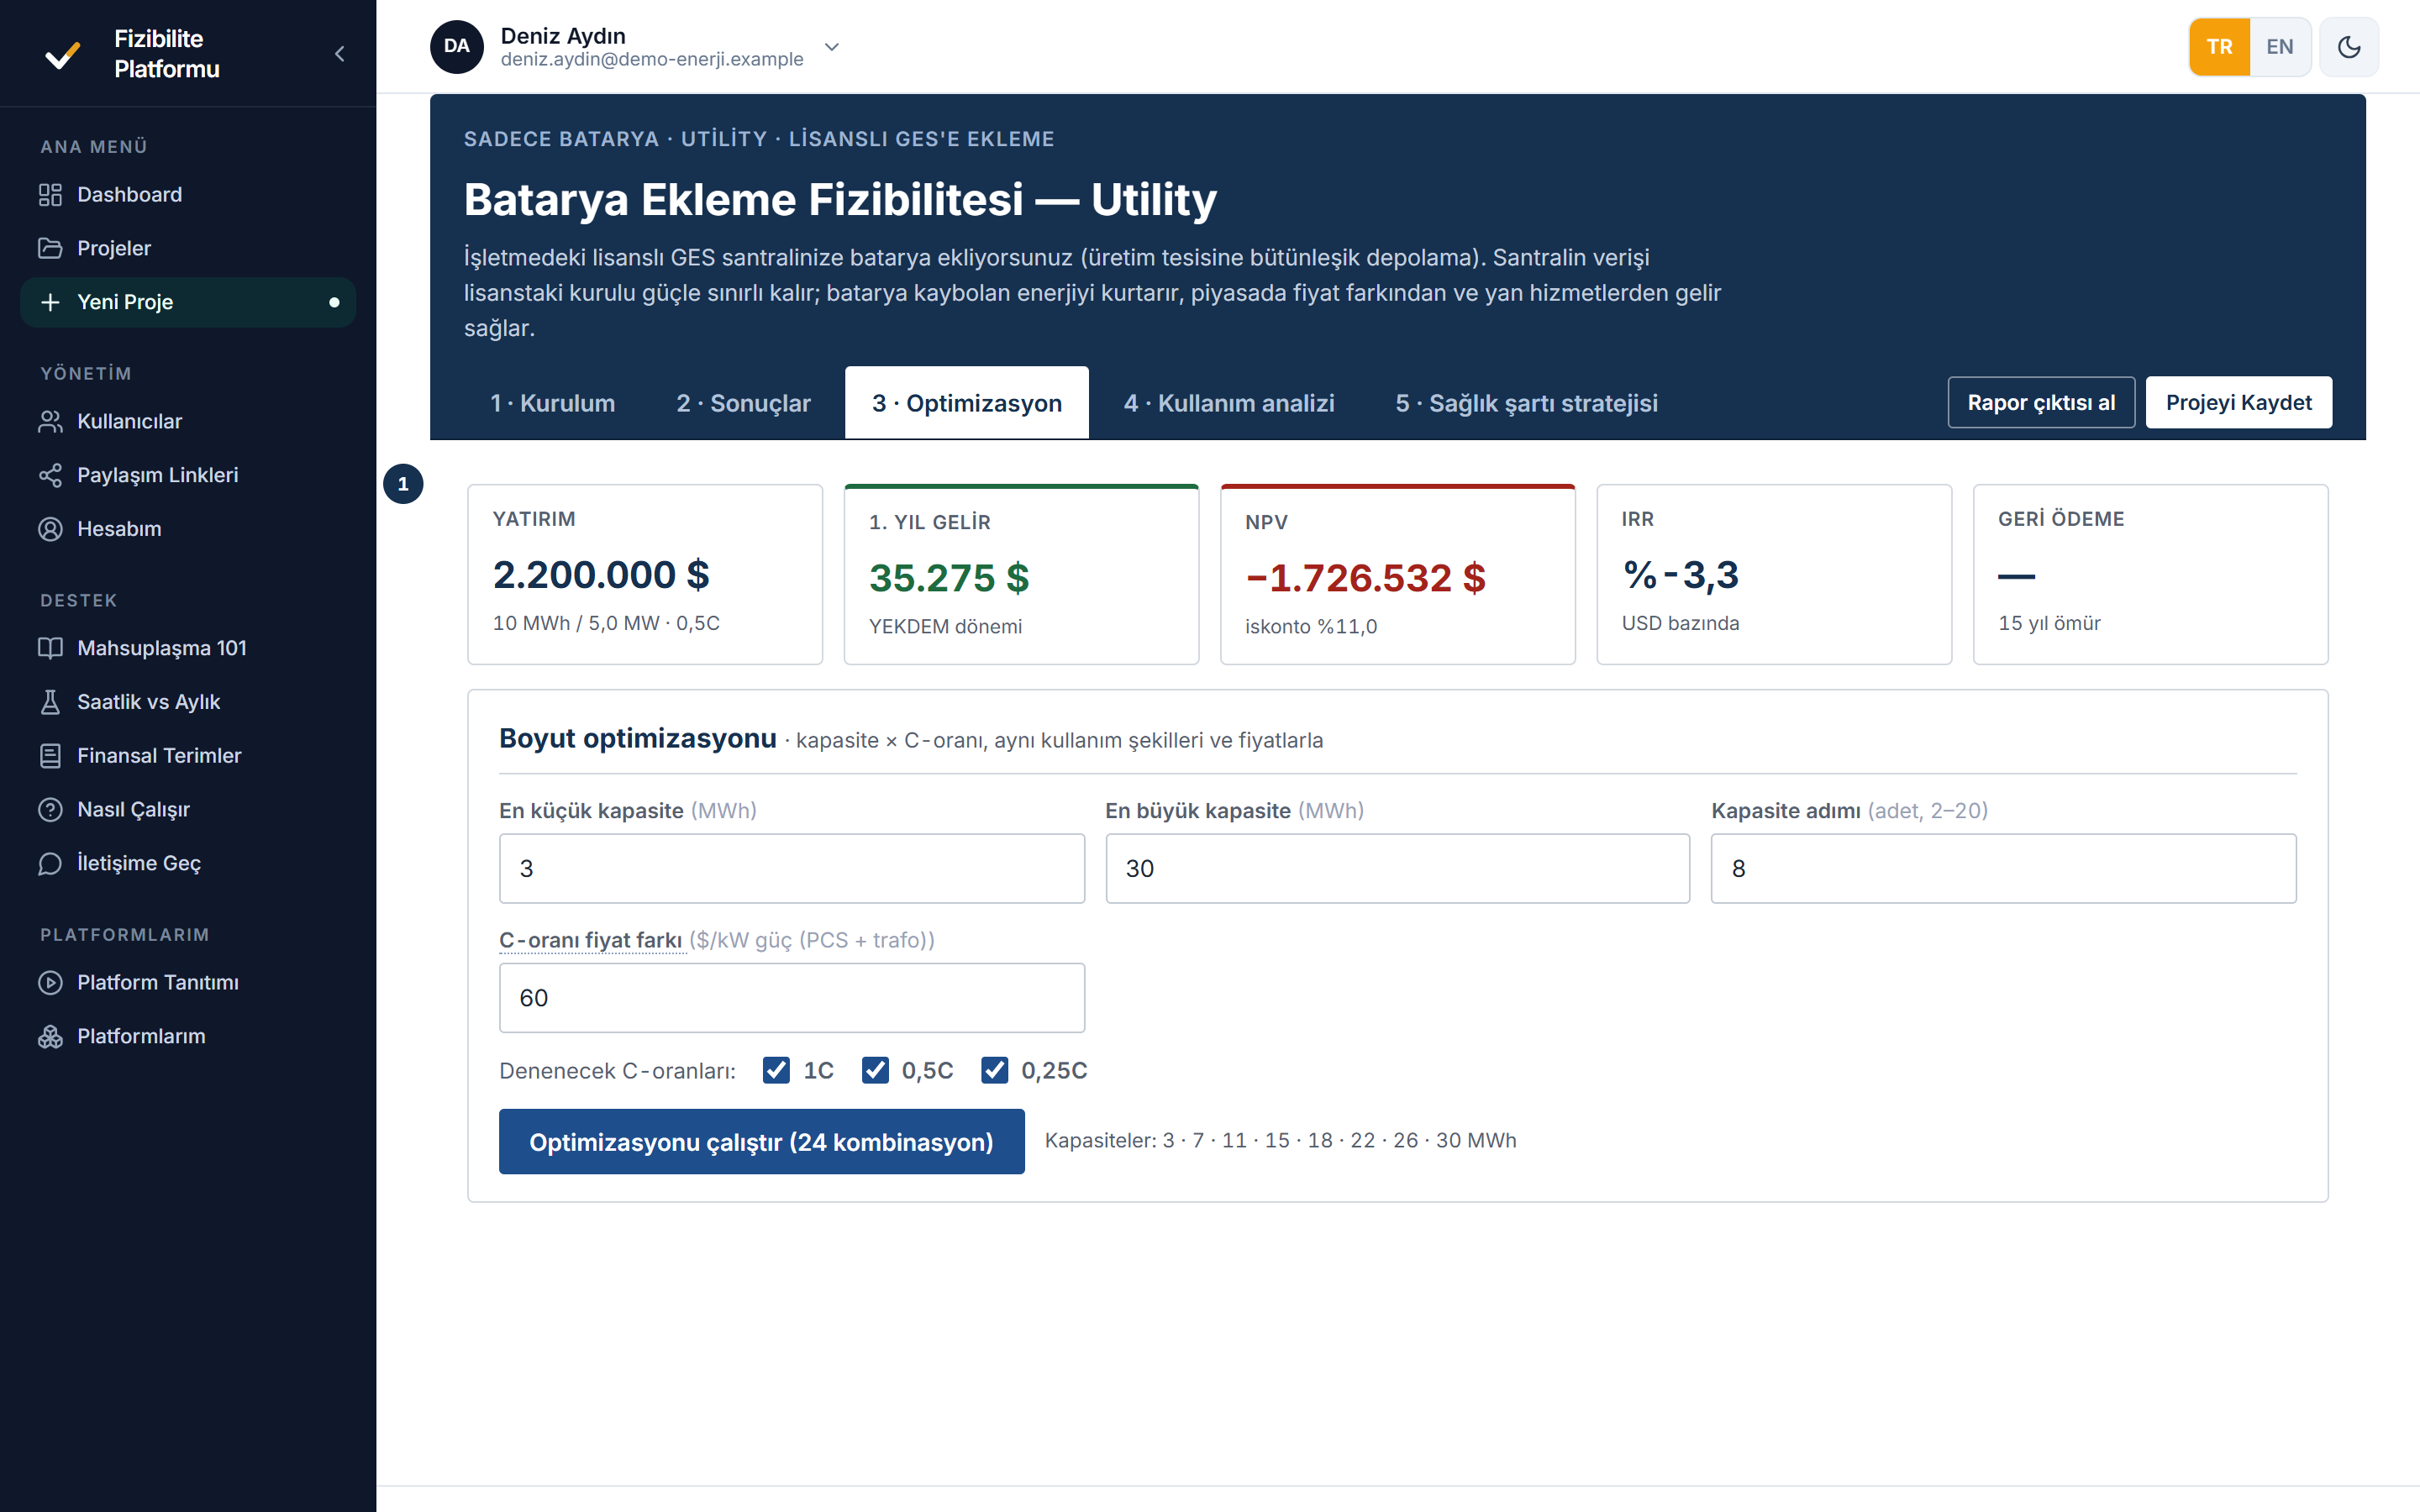 Fizibilite
Platformu
ANA MENÜ
Dashboard
Projeler
Yeni Proje
YÖNETİM
Kullanıcılar
Paylaşım Linkleri
Hesabım
DESTEK
Mahsuplaşma 101
Saatlik vs Aylık
Finansal Terimler
Nasıl Çalışır
İletişime Geç
PLATFORMLARIM
Platform Tanıtımı
Platformlarım
DA
Deniz Aydın
deniz.aydin@demo-enerji.example
TR
EN
SADECE BATARYA · UTİLİTY · LİSANSLI GES'E EKLEME
Batarya Ekleme Fizibilitesi — Utility
İşletmedeki lisanslı GES santralinize batarya ekliyorsunuz (üretim tesisine bütünleşik depolama). Santralin verişi
lisanstaki kurulu güçle sınırlı kalır; batarya kaybolan enerjiyi kurtarır, piyasada fiyat farkından ve yan hizmetlerden gelir
sağlar.
1 · Kurulum
2 · Sonuçlar
3 · Optimizasyon
4 · Kullanım analizi
5 · Sağlık şartı stratejisi
Rapor çıktısı al
Projeyi Kaydet
1
YATIRIM
2.200.000 $
10 MWh / 5,0 MW · 0,5C
1. YIL GELİR
35.275 $
YEKDEM dönemi
NPV
−1.726.532 $
iskonto %11,0
IRR
%-3,3
USD bazında
GERİ ÖDEME
—
15 yıl ömür
Boyut optimizasyonu · kapasite × C-oranı, aynı kullanım şekilleri ve fiyatlarla
En küçük kapasite (MWh)
3
En büyük kapasite (MWh)
30
Kapasite adımı (adet, 2–20)
8
C-oranı fiyat farkı ($/kW güç (PCS + trafo))
60
Denenecek C-oranları:
1C
0,5C
0,25C
Optimizasyonu çalıştır (24 kombinasyon)
Kapasiteler: 3 · 7 · 11 · 15 · 18 · 22 · 26 · 30 MWh